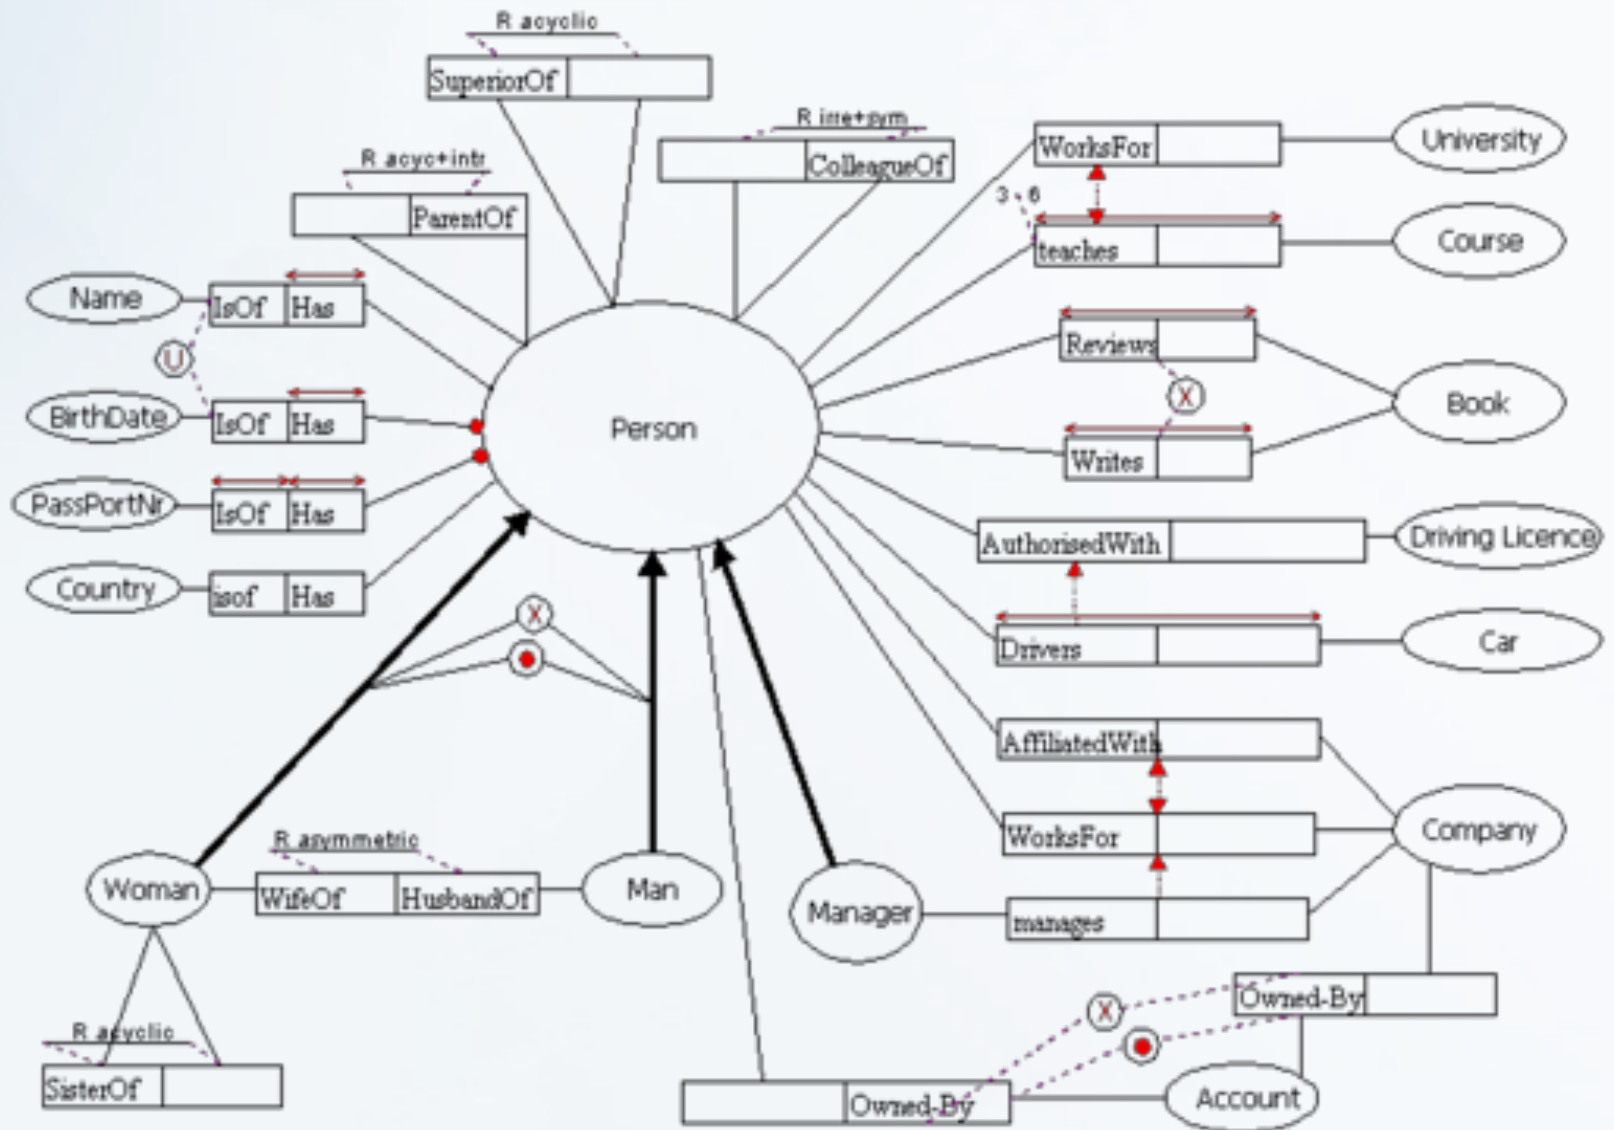 R acyclic
SuperiorOf
R irre+sym
ColleagueOf
R acyc+intr
ParentOf
WorksFor
University
3 - 6
teaches
Course
Name
IsOf Has
U
BirthDate
IsOf Has
PassPortNr
IsOf Has
Country
isof Has
Person
Reviews
X
Writes
Book
AuthorisedWith
Driving Licence
Drivers
Car
X
AffiliatedWith
WorksFor
Company
manages
Manager
Woman
R asymmetric
WifeOf HusbandOf
Man
R acyclic
SisterOf
Owned-By
X
Owned-By
Account